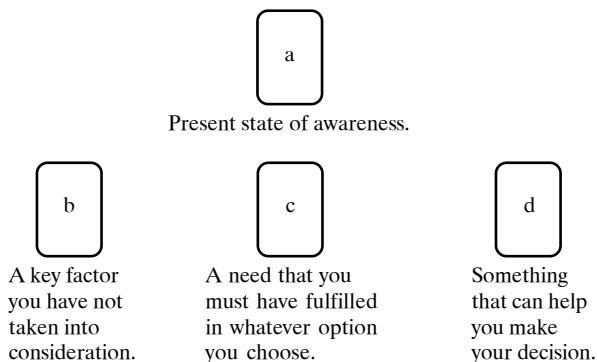 a
Present state of awareness.
b
c
d
A key factor
you have not
taken into
consideration.
A need that you
must have fulfilled
in whatever option
you choose.
Something
that can help
you make
your decision.